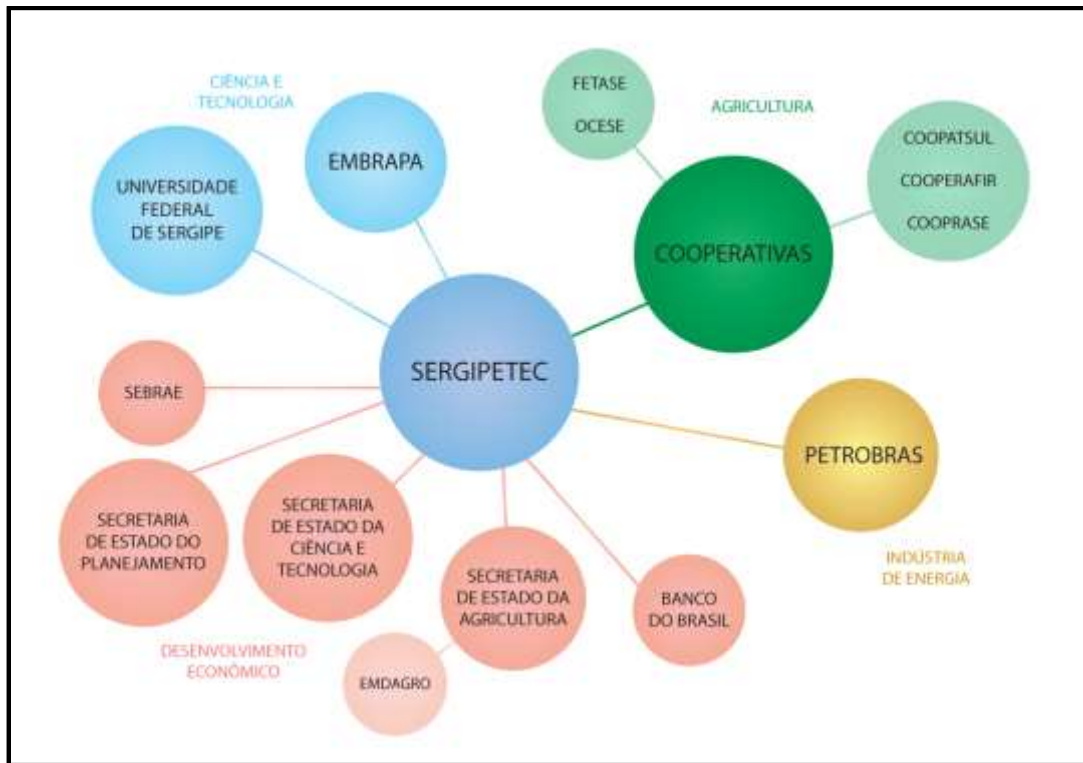 CIÊNCIA E
TECNOLOGIA
UNIVERSIDADE
FEDERAL
DE SERGIPE
EMBRAPA
FETASE
OCESE
AGRICULTURA
COOPATSUL
COOPERAFIR
COOPRASE
COOPERATIVAS
SERGIPETEC
SEBRAE
PETROBRAS
INDÚSTRIA
DE ENERGIA
SECRETARIA
DE ESTADO DO
PLANEJAMENTO
SECRETARIA
DE ESTADO DA
CIÊNCIA E
TECNOLOGIA
SECRETARIA
DE ESTADO DA
AGRICULTURA
BANCO
DO BRASIL
DESENVOLVIMENTO
ECONÔMICO
EMDAGRO